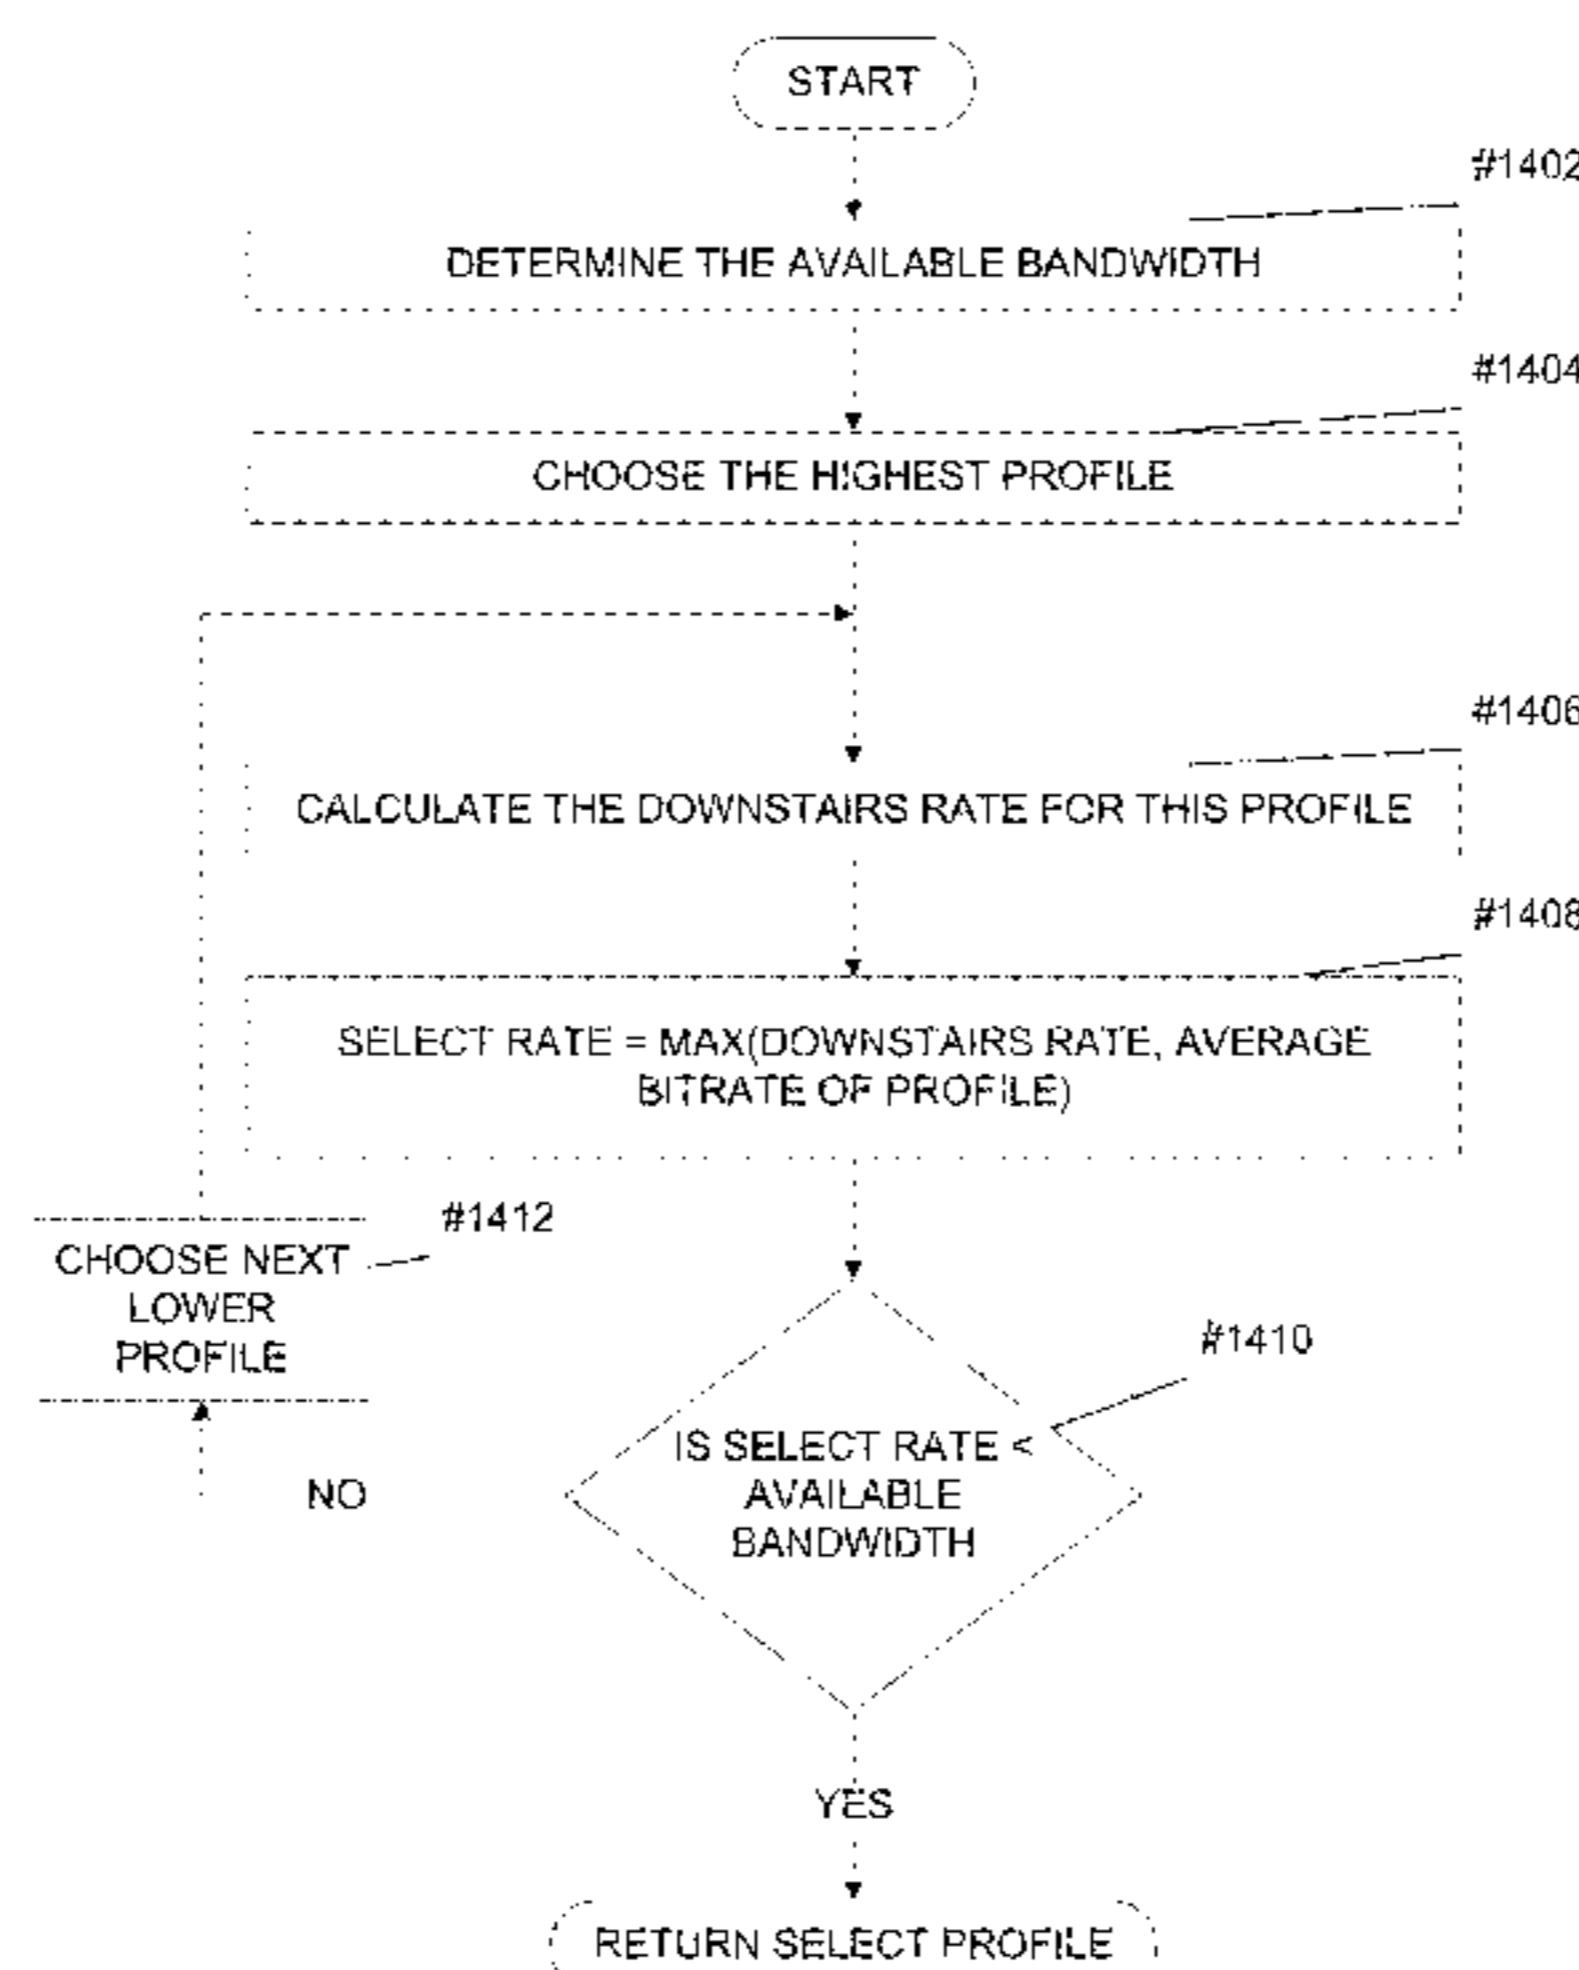 START
#1402
DETERMINE THE AVAILABLE BANDWIDTH
#1404
CHOOSE THE HIGHEST PROFILE
#1406
CALCULATE THE DOWNSTAIRS RATE FOR THIS PROFILE
#1408
SELECT RATE = MAX(DOWNSTAIRS RATE, AVERAGE
BITRATE OF PROFILE)
#1412
CHOOSE NEXT
LOWER
PROFILE
#1410
IS SELECT RATE <
AVAILABLE
BANDWIDTH
NO
YES
RETURN SELECT PROFILE